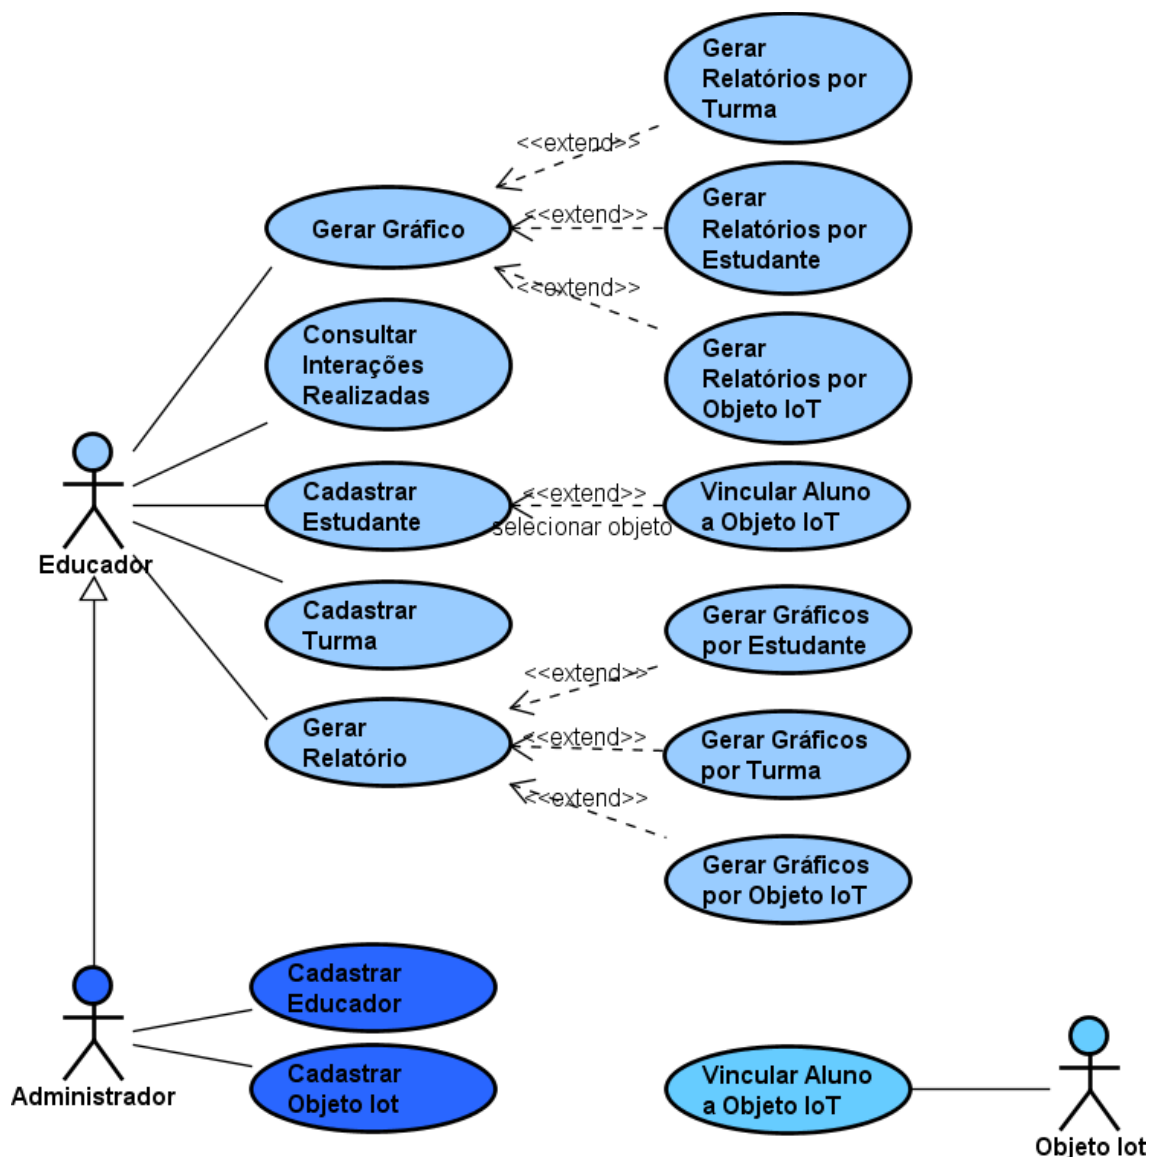 Gerar
Relatórios por
Turma
<<extend>>
Gerar Gráfico
<<extend>>
Gerar
Relatórios por
Estudante
<<extend>>
Gerar
Relatórios por
Objeto IoT
Consultar
Interações
Realizadas
Cadastrar
Estudante
<<extend>>
selecionar objeto
Vincular Aluno
a Objeto IoT
Educador
Cadastrar
Turma
Gerar Gráficos
por Estudante
<<extend>>
Gerar
Relatório
<<extend>>
Gerar Gráficos
por Turma
<<extend>>
Gerar Gráficos
por Objeto IoT
Cadastrar
Educador
Administrador
Cadastrar
Objeto Iot
Vincular Aluno
a Objeto IoT
Objeto Iot